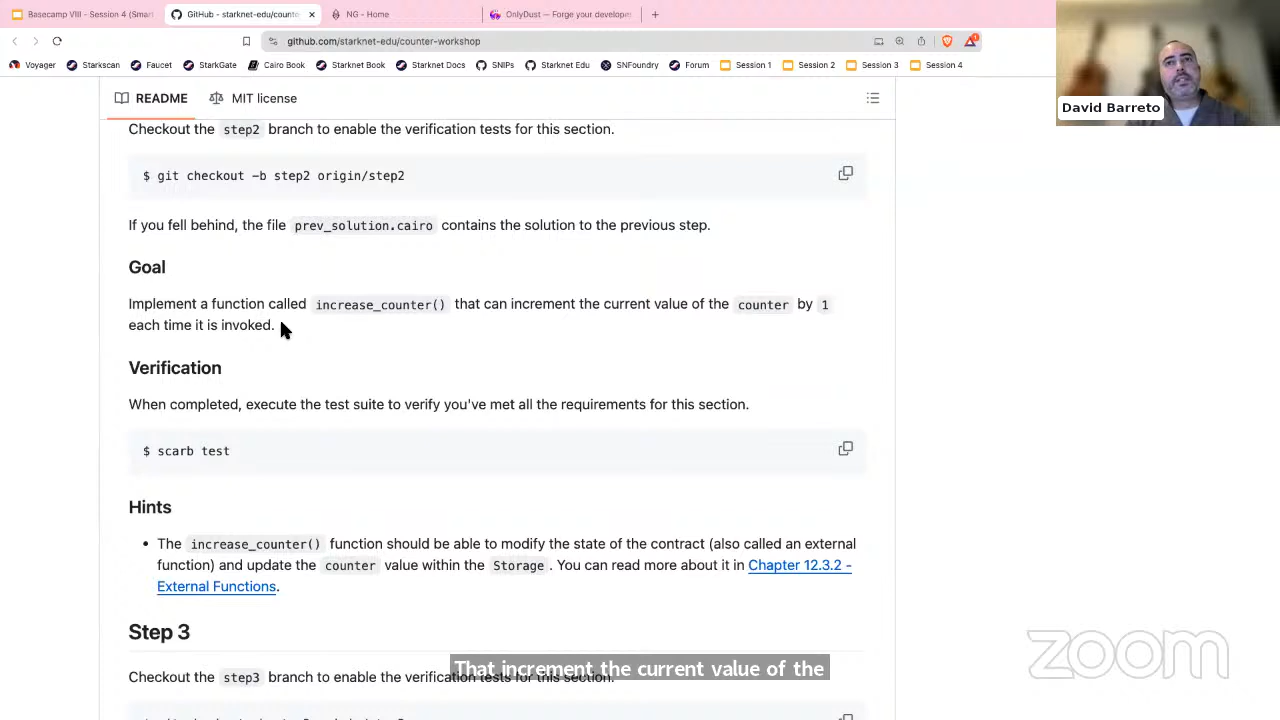 Basecamp VIII - Session 4 (Smar
GitHub - starknet-edu/counte
NG - Home
OnlyDust — Forge your develope
github.com/starknet-edu/counter-workshop
Voyager
Starkscan
Faucet
StarkGate
Cairo Book
Starknet Book
Starknet Docs
SNIPs
Starknet Edu
SNFoundry
Forum
Session 1
Session 2
Session 3
Session 4
David Barreto
README
MIT license
Checkout the step2 branch to enable the verification tests for this section.
$ git checkout -b step2 origin/step2
If you fell behind, the file prev_solution.cairo contains the solution to the previous step.
Goal
Implement a function called increase_counter() that can increment the current value of the counter by 1
each time it is invoked.
Verification
When completed, execute the test suite to verify you've met all the requirements for this section.
$ scarb test
Hints
• The increase_counter() function should be able to modify the state of the contract (also called an external
function) and update the counter value within the Storage. You can read more about it in Chapter 12.3.2 -
External Functions.
Step 3
Checkout the step3 branch to enable the verification tests for this section.
That increment the current value of the
zoom